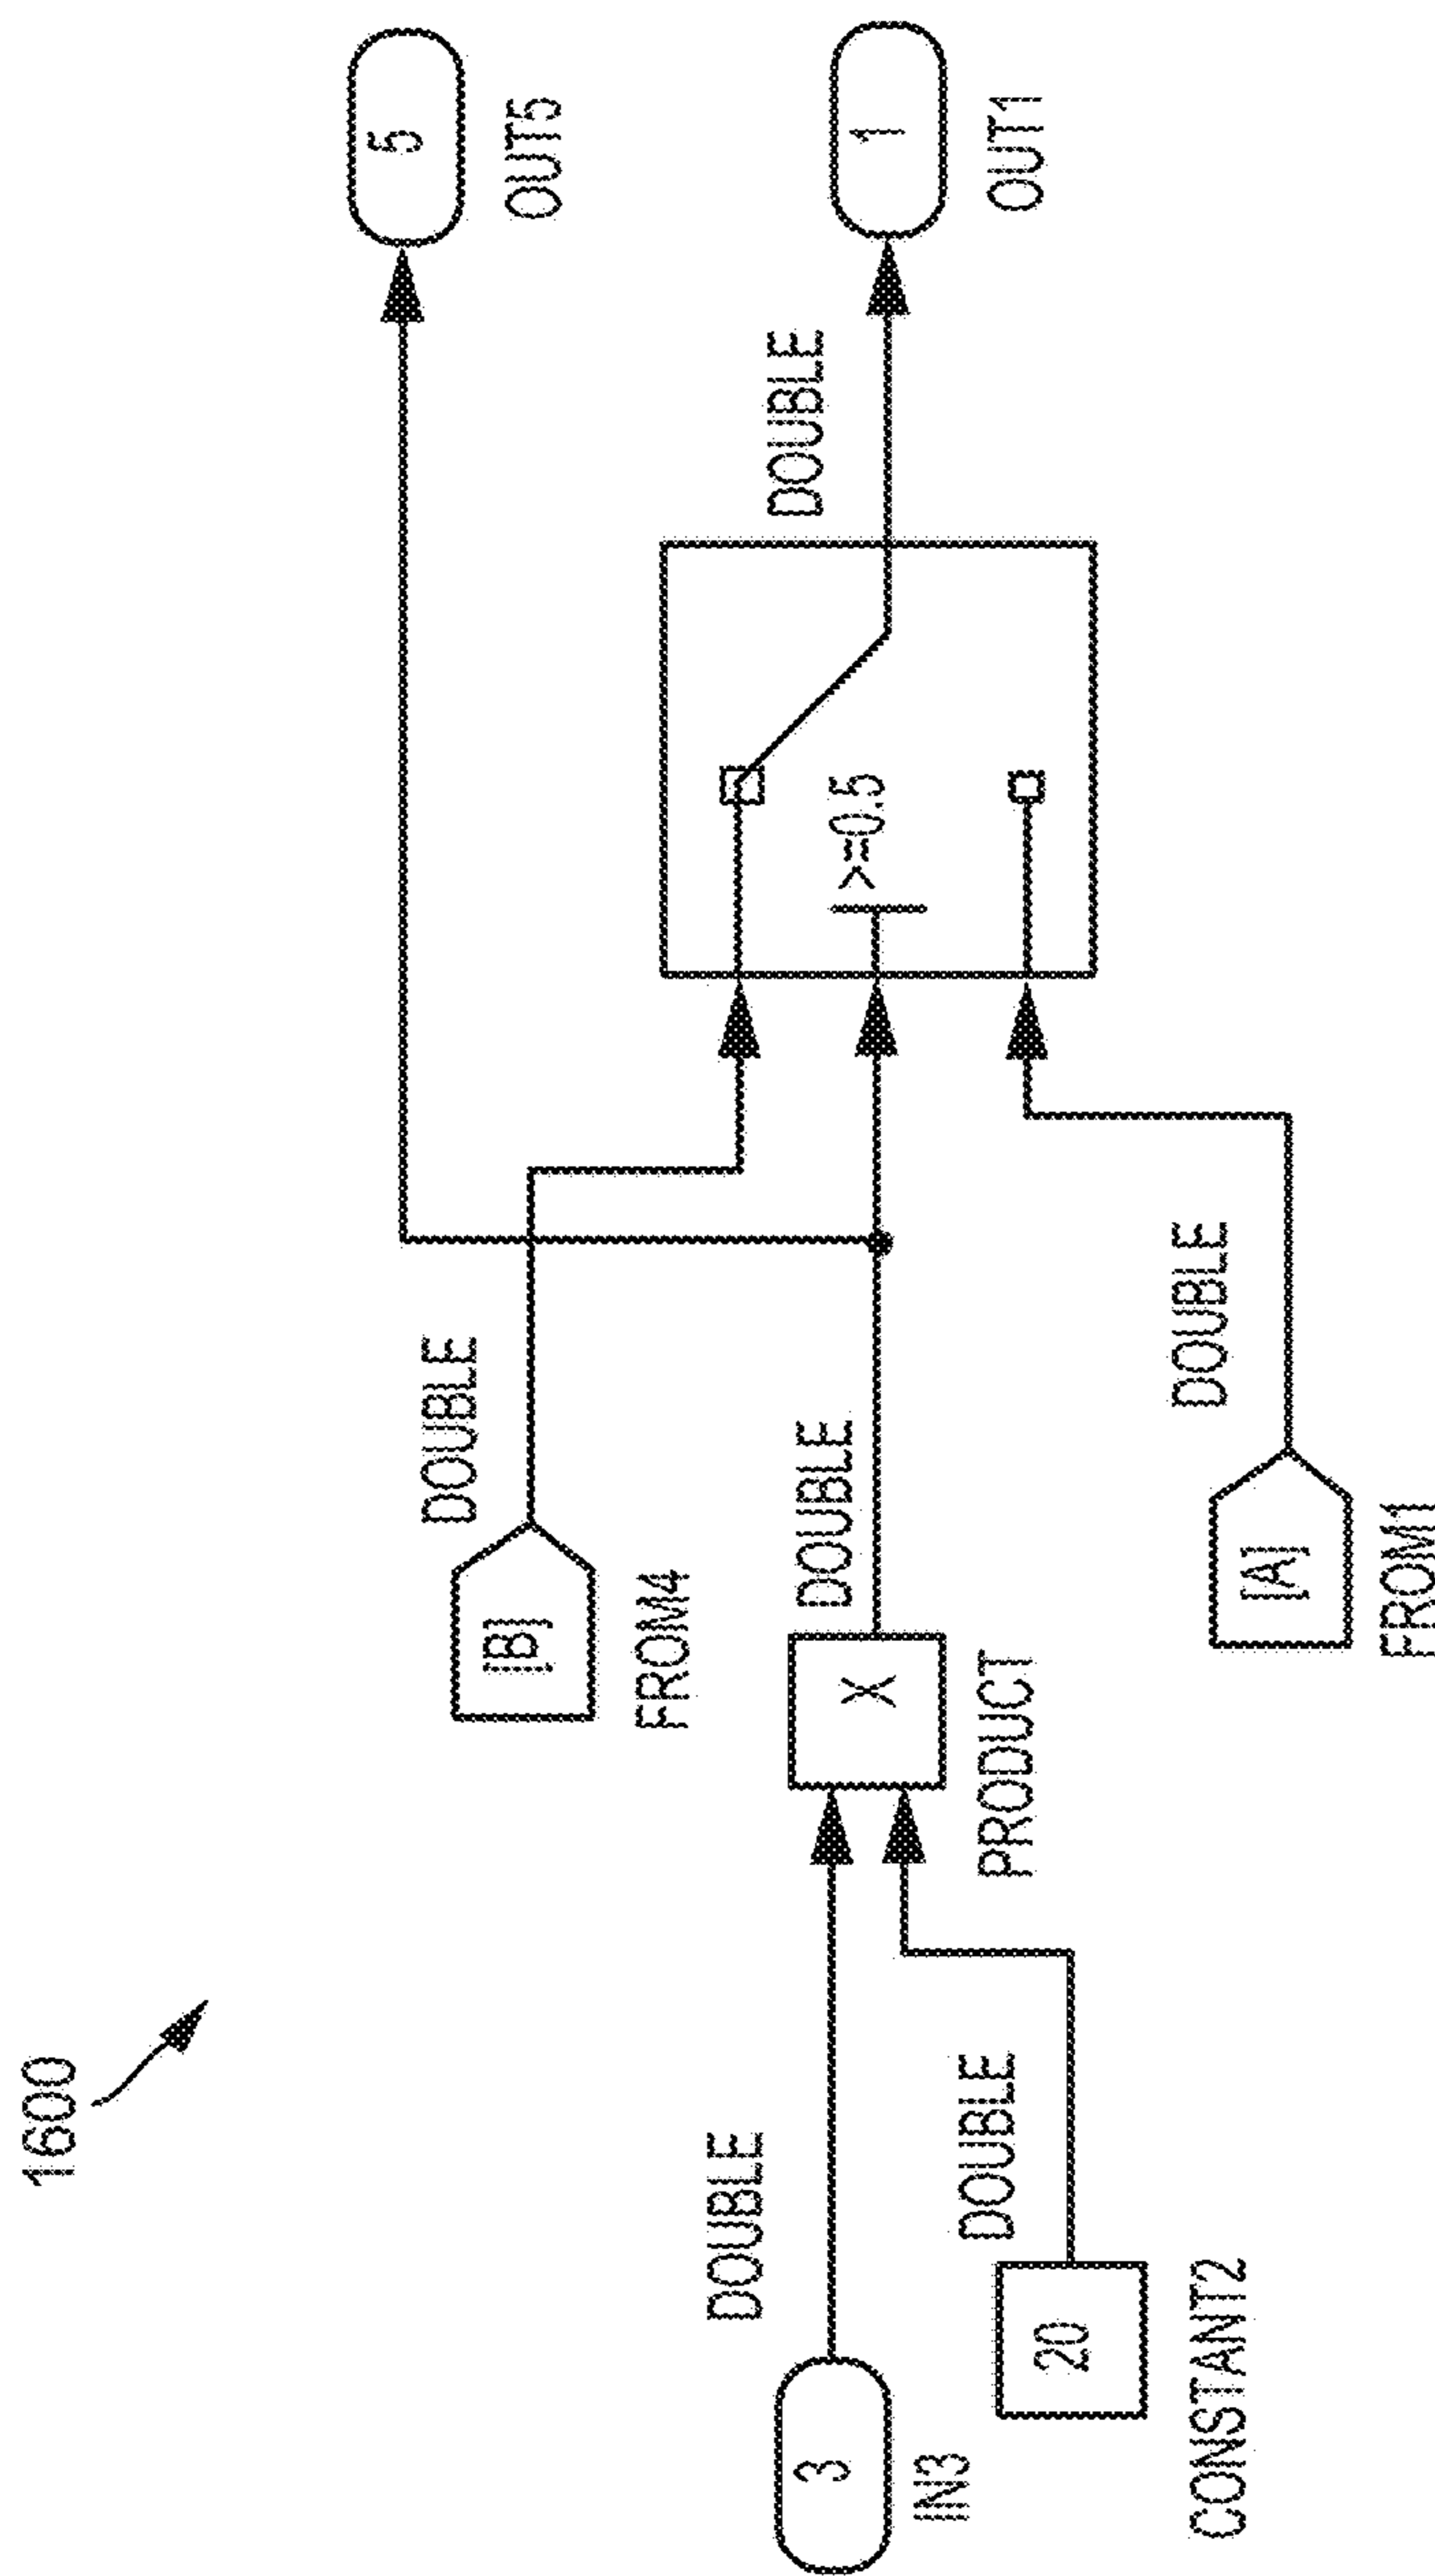 1600
5
OUT5
DOUBLE
[B]
FROM4
DOUBLE
3
IN3
DOUBLE
X
PRODUCT
DOUBLE
20
CONSTANT2
>=0.5
DOUBLE
1
OUT1
DOUBLE
[A]
FROM1